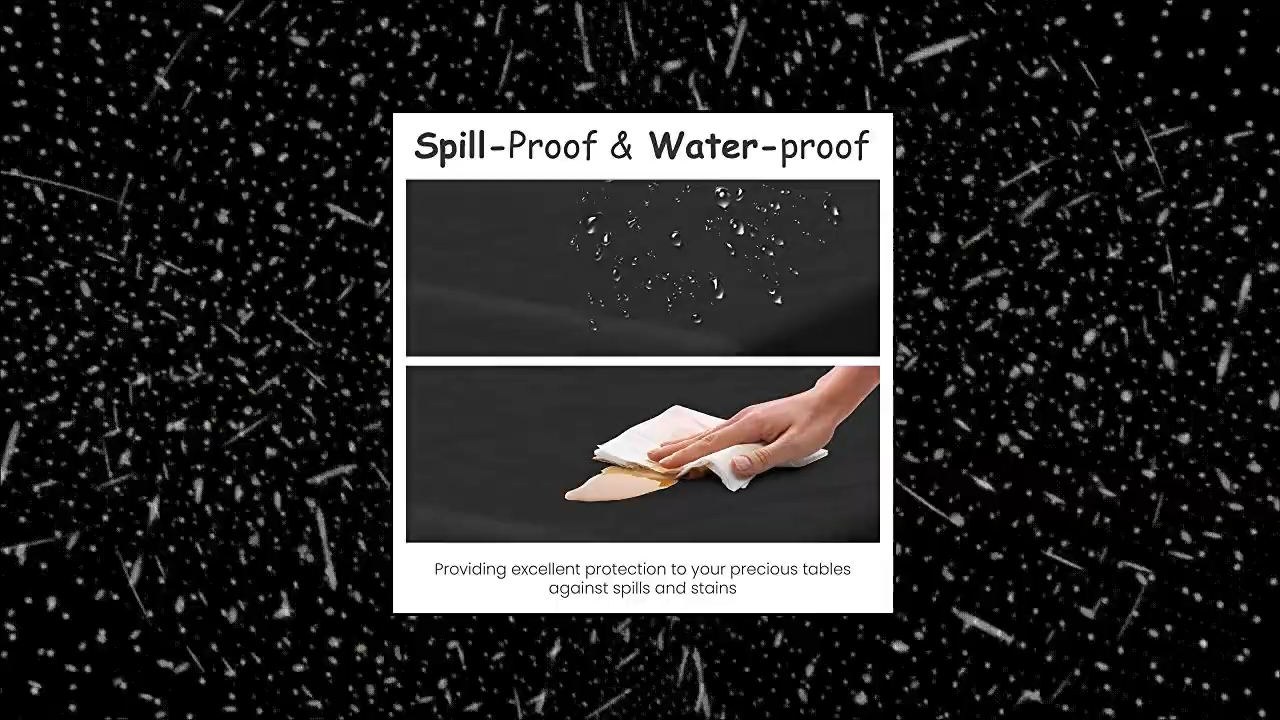 Spill-Proof & Water-proof
Providing excellent protection to your precious tables
against spills and stains